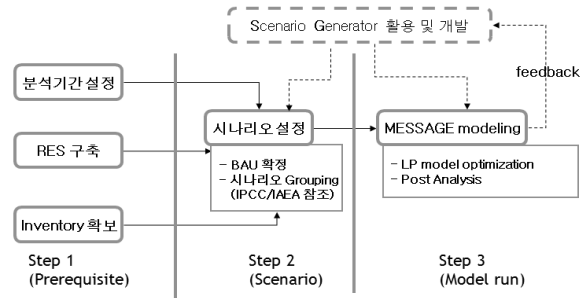 Scenario Generator 활용 및 개발
feedback
분석기간 설정
시나리오 설정
MESSAGE modeling
RES 구축
– BAU 확정
– 시나리오 Grouping
(IPCC/IAEA 참조)
– LP model optimization
– Post Analysis
Inventory 확보
Step 1
(Prerequisite)
Step 2
(Scenario)
Step 3
(Model run)